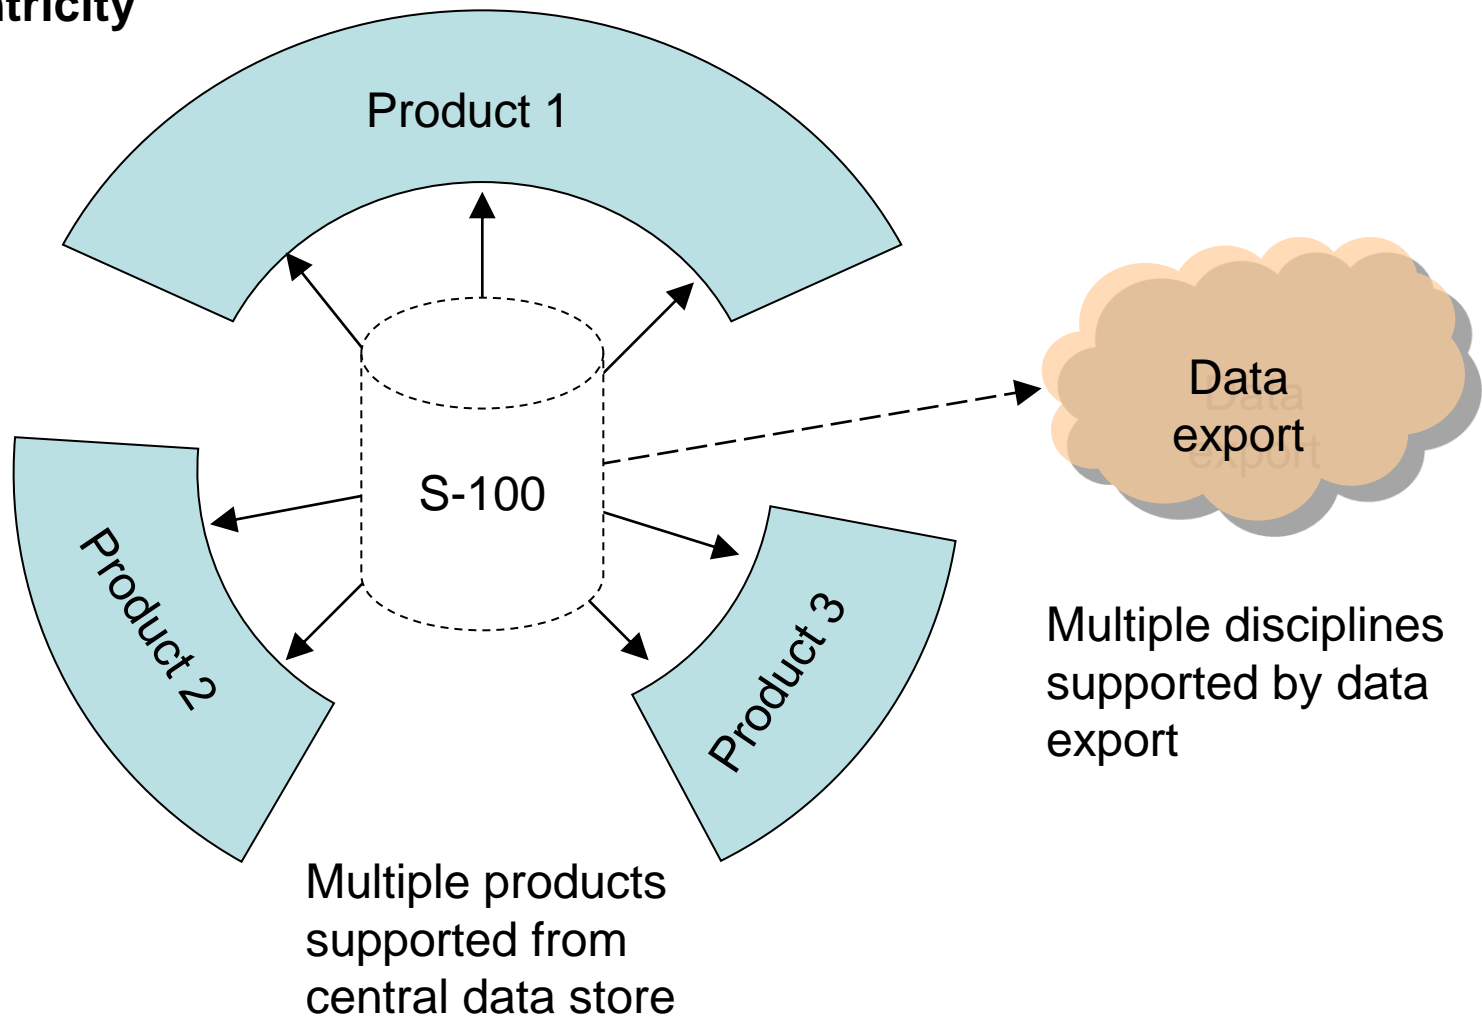 ntricity
Product 1
Data
export
S-100
Product 2
Product 3
Multiple disciplines
supported by data
export
Multiple products
supported from
central data store